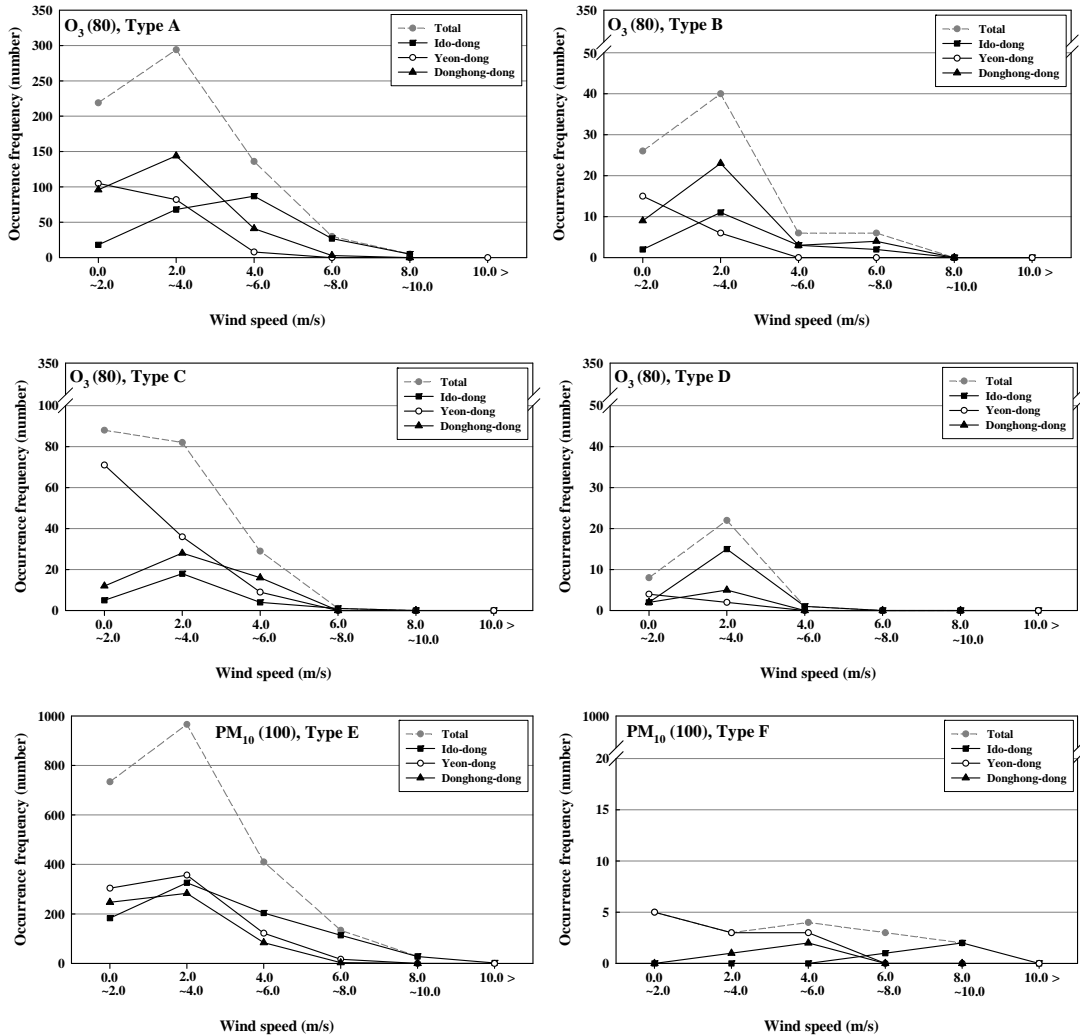 O3 (80), Type A
Total
Ido-dong
Yeon-dong
Donghong-dong
Occurrence frequency (number)
350
300
250
200
150
100
50
0
0.0 2.0 4.0 6.0 8.0 10.0 >
~2.0 ~4.0 ~6.0 ~8.0 ~10.0
Wind speed (m/s)
O3 (80), Type B
Total
Ido-dong
Yeon-dong
Donghong-dong
Occurrence frequency (number)
350
50
40
30
20
10
0
0.0 2.0 4.0 6.0 8.0 10.0 >
~2.0 ~4.0 ~6.0 ~8.0 ~10.0
Wind speed (m/s)
O3 (80), Type C
Total
Ido-dong
Yeon-dong
Donghong-dong
Occurrence frequency (number)
350
100
80
60
40
20
0
0.0 2.0 4.0 6.0 8.0 10.0 >
~2.0 ~4.0 ~6.0 ~8.0 ~10.0
Wind speed (m/s)
O3 (80), Type D
Total
Ido-dong
Yeon-dong
Donghong-dong
Occurrence frequency (number)
350
50
40
30
20
10
0
0.0 2.0 4.0 6.0 8.0 10.0 >
~2.0 ~4.0 ~6.0 ~8.0 ~10.0
Wind speed (m/s)
PM10 (100), Type E
Total
Ido-dong
Yeon-dong
Donghong-dong
Occurrence frequency (number)
1000
800
600
400
200
0
0.0 2.0 4.0 6.0 8.0 10.0 >
~2.0 ~4.0 ~6.0 ~8.0 ~10.0
Wind speed (m/s)
PM10 (100), Type F
Total
Ido-dong
Yeon-dong
Donghong-dong
Occurrence frequency (number)
1000
20
15
10
5
0
0.0 2.0 4.0 6.0 8.0 10.0 >
~2.0 ~4.0 ~6.0 ~8.0 ~10.0
Wind speed (m/s)